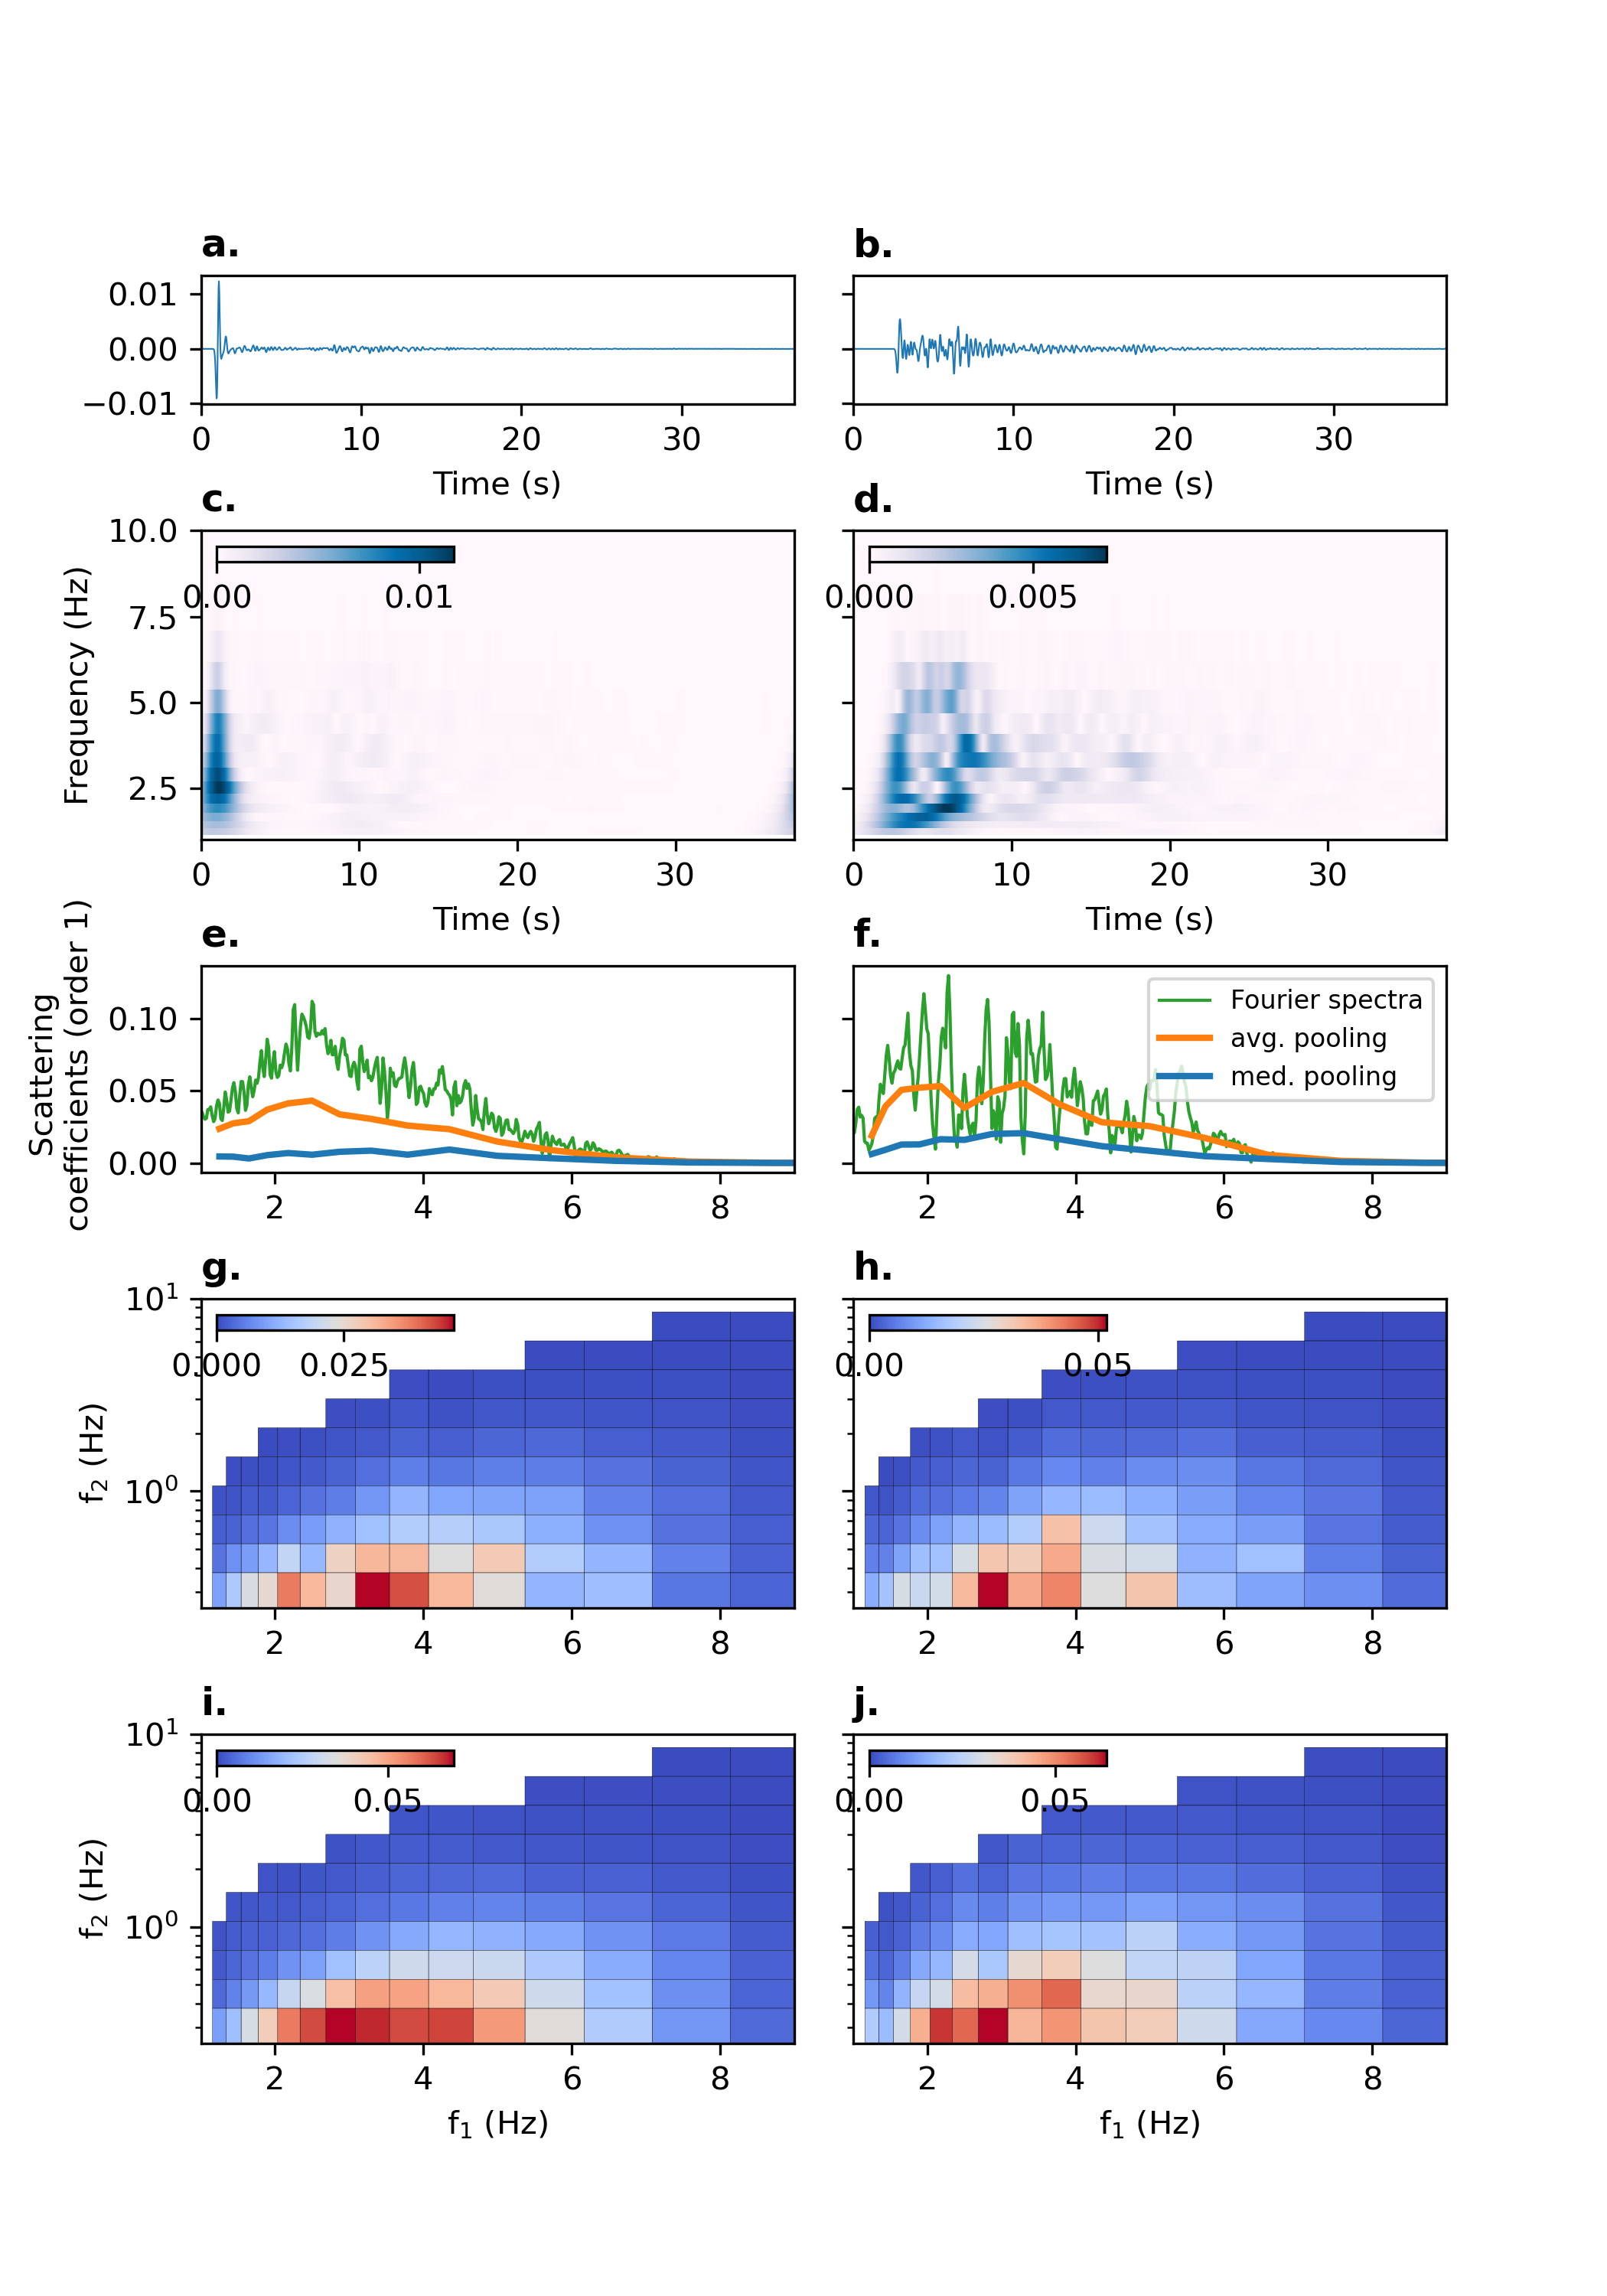 a.
b.
0.01
0.00
−0.01
0 10 20 30
0 10 20 30
Time (s)
Time (s)
c.
d.
Frequency (Hz)
10.0
7.5
5.0
2.5
0.00 0.01
0.000 0.005
0 10 20 30
0 10 20 30
Time (s)
Time (s)
e.
f.
Scattering
coefficients (order 1)
0.10
0.05
0.00
Fourier spectra
avg. pooling
med. pooling
2 4 6 8
2 4 6 8
g.
h.
f₂ (Hz)
10¹
10⁰
0.000 0.025
0.00 0.05
2 4 6 8
2 4 6 8
i.
j.
f₂ (Hz)
10¹
10⁰
0.00 0.05
0.00 0.05
2 4 6 8
2 4 6 8
f₁ (Hz)
f₁ (Hz)